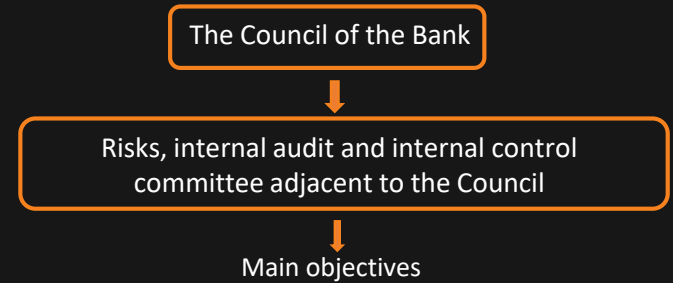 The Council of the Bank
Risks, internal audit and internal control
committee adjacent to the Council
Main objectives